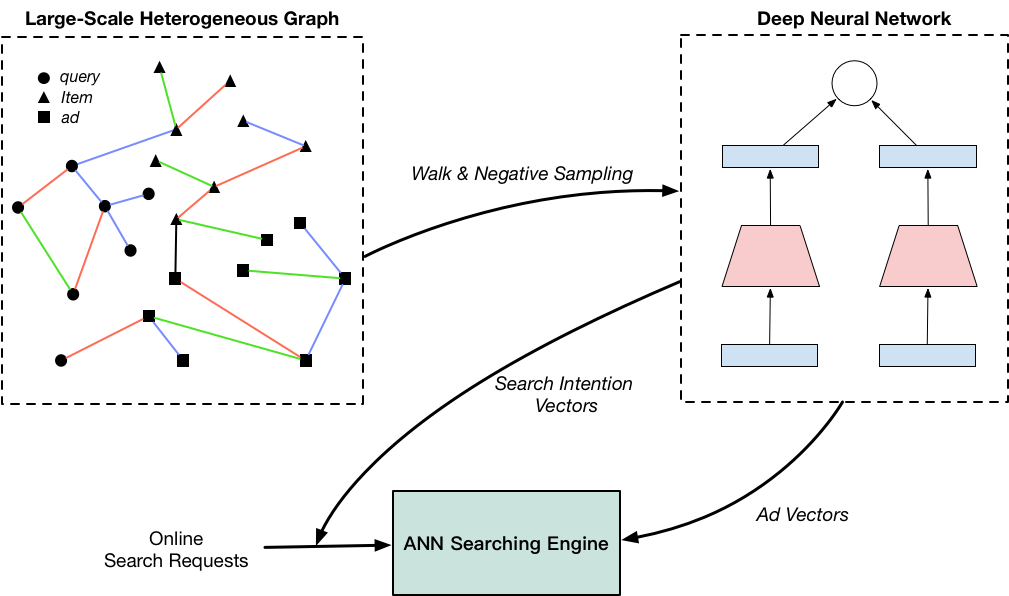 Large-Scale Heterogeneous Graph
Deep Neural Network
query
Item
ad
Walk & Negative Sampling
Search Intention
Vectors
Ad Vectors
Online
Search Requests
ANN Searching Engine